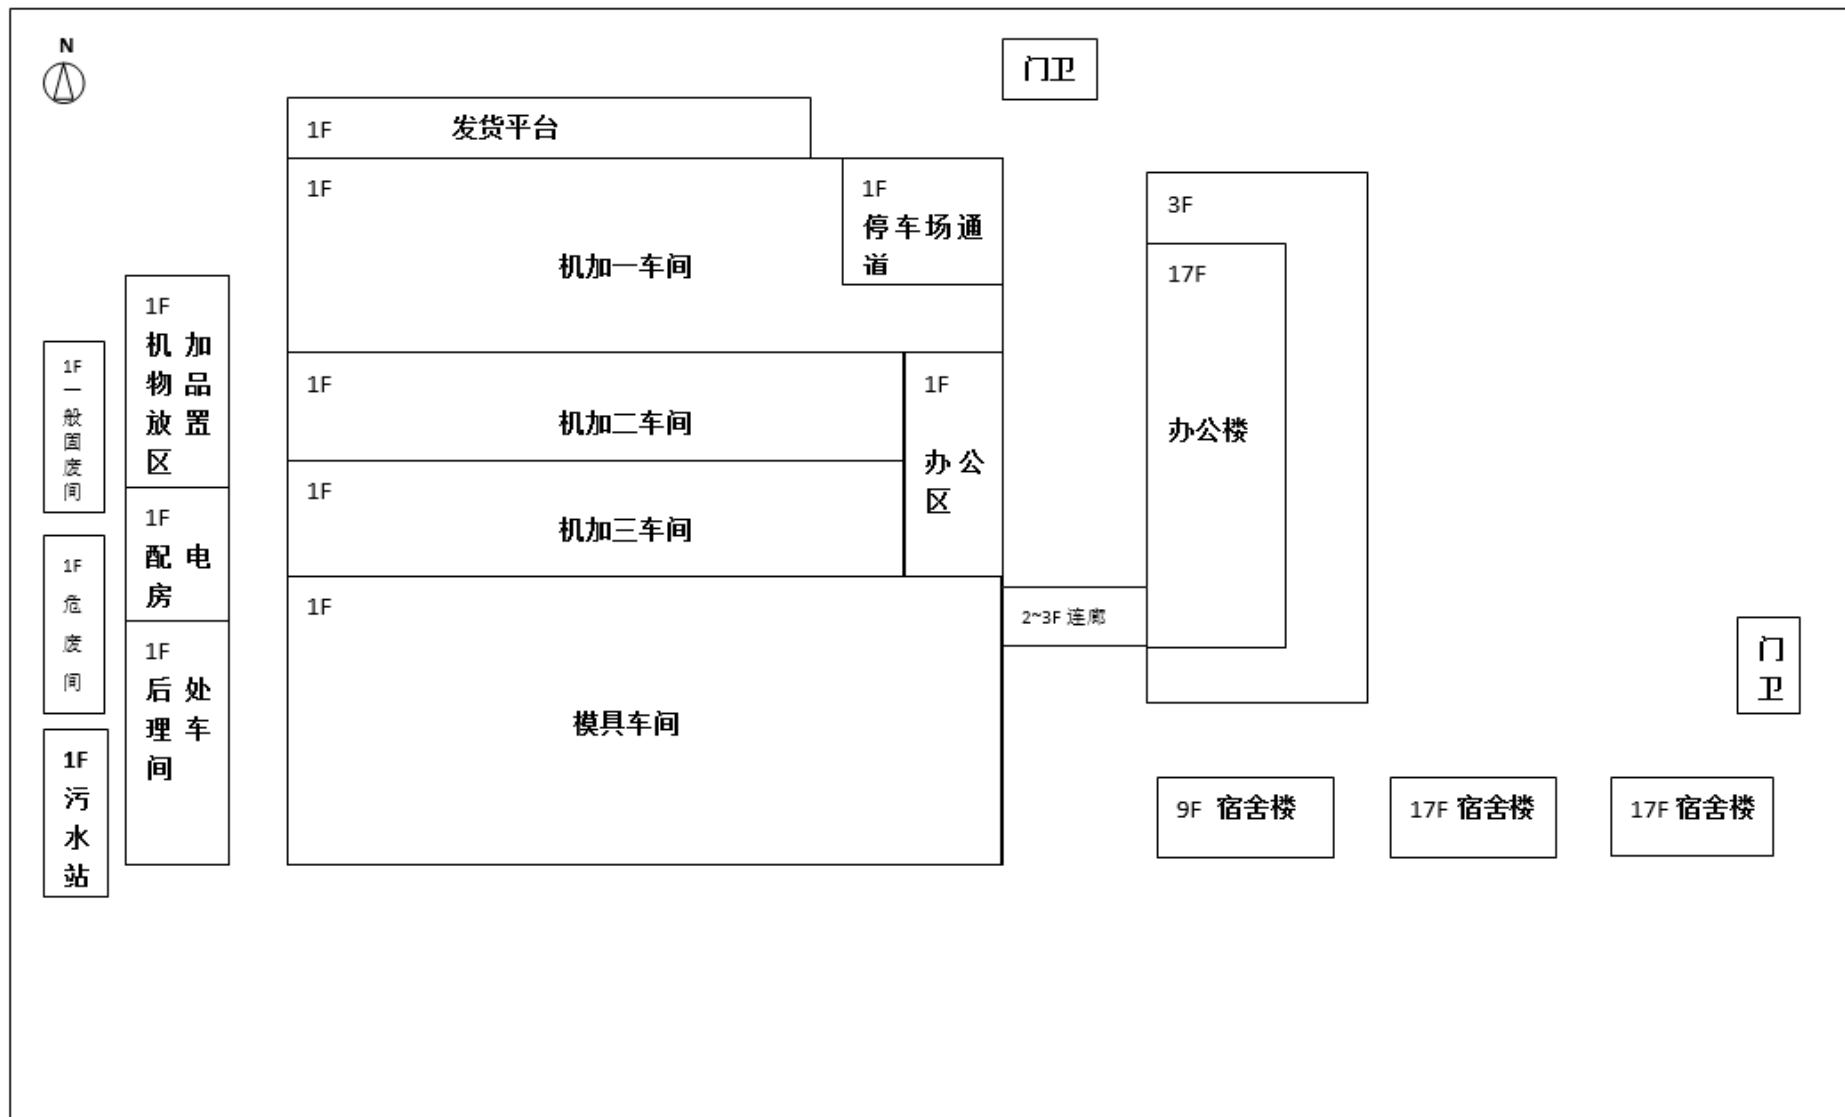 N
门卫
1F 发货平台
1F
机加一车间
1F
停车场通
道
3F
17F
办公楼
1F
机 加
物 品
放 置
区
1F
一
般
固
废
间
1F
机加二车间
1F
办 公
区
1F
机加三车间
1F
配 电
房
1F
危
废
间
1F
模具车间
2~3F 连廊
门
卫
1F
后 处
理 车
间
1F
污
水
站
9F 宿舍楼
17F 宿舍楼
17F 宿舍楼